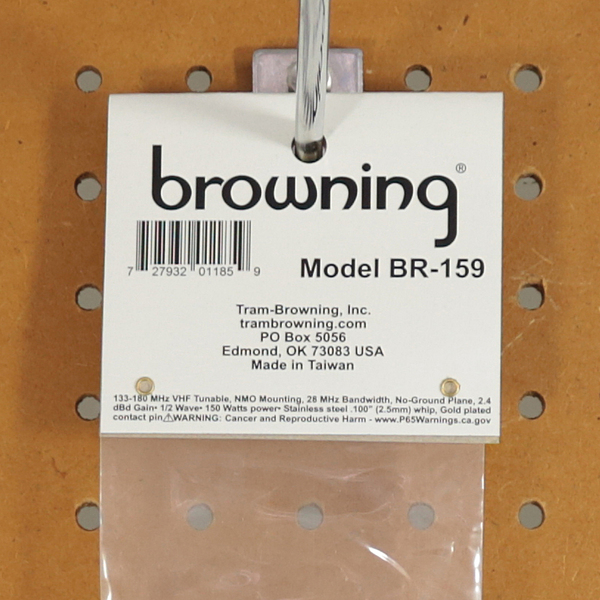 browning®
7 27932 01185 9
Model BR-159
Tram-Browning, Inc.
trambrowning.com
PO Box 5056
Edmond, OK 73083 USA
Made in Taiwan
133-180 MHz VHF Tunable, NMO Mounting, 28 MHz Bandwidth, No-Ground Plane, 2.4
dBd Gain• 1/2 Wave• 150 Watts power• Stainless steel .100" (2.5mm) whip, Gold plated
contact pin⚠WARNING: Cancer and Reproductive Harm - www.P65Warnings.ca.gov